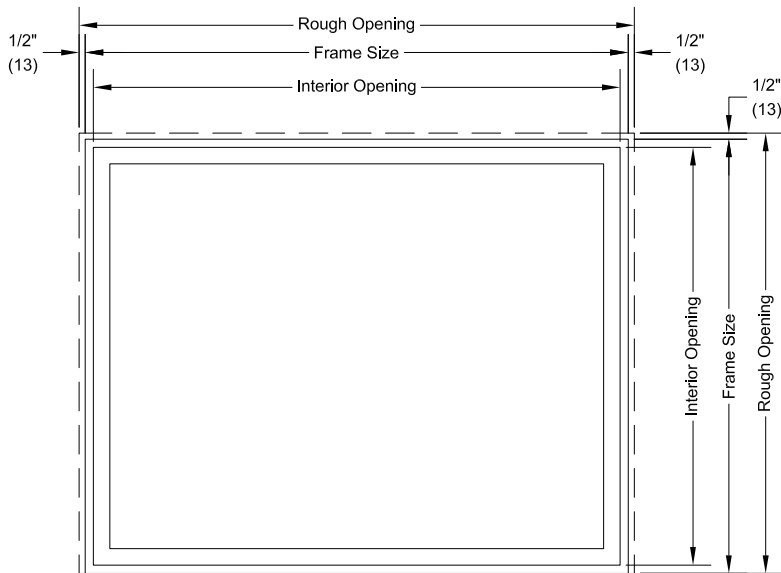 Rough Opening
1/2"
(13)
Frame Size
1/2"
(13)
Interior Opening
1/2"
(13)
Interior Opening
Frame Size
Rough Opening